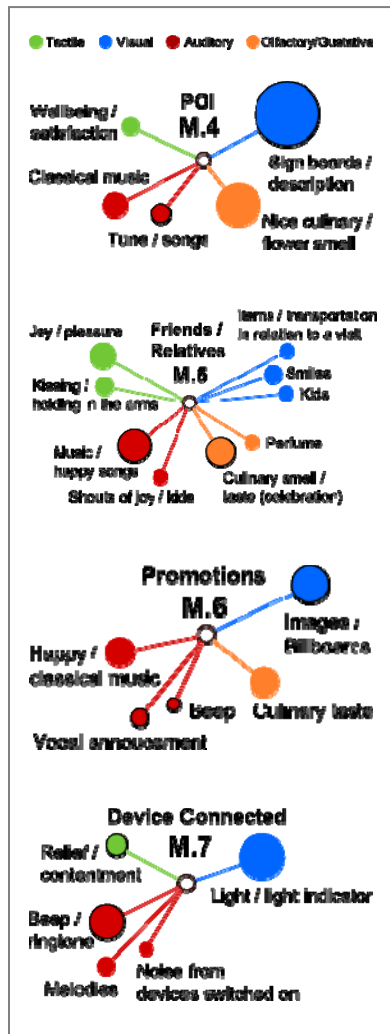 Tactile Visual Auditory Olfactory/Gustative
POI
M.4
Wellbeing /
satisfaction
Classical music
Tune / songs
Sign boards /
description
Nice culinary /
flower smell
Friends /
Relatives
M.5
Joy / pleasure
Kissing /
holding in the arms
Music /
happy songs
Shouts of joy / kids
Items / transportation
in relation to a visit
Smiles
Kids
Perfume
Culinary smell /
taste (celebration)
Promotions
M.6
Images /
Billboards
Happy /
classical music
Beep
Culinary taste
Vocal annoucement
Device Connected
M.7
Relief /
contentment
Light / light indicator
Beep /
ringtone
Melodies
Noise from
devices switched on